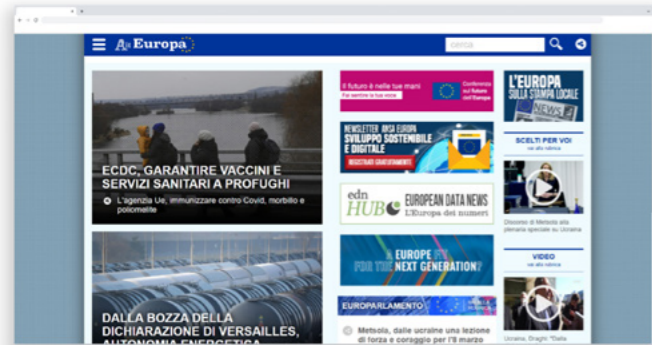 Europa
cerca
ECDC, GARANTIRE VACCINI E
SERVIZI SANITARI A PROFUGHI
L'agenzia Ue, immunizzare contro Covid, morbillo e
poliomelite
DALLA BOZZA DELLA
DICHIARAZIONE DI VERSAILLES,
AUTONOMIA ENERGETICA
Il futuro è nelle tue mani
Fai sentire la tua voce
Conferenza
sul futuro
dell'Europa
NEWSLETTER ANSA EUROPA
SVILUPPO SOSTENIBILE
E DIGITALE
REGISTRATI GRATUITAMENTE!
edn
HUB
EUROPEAN DATA NEWS
L'Europa dei numeri
A EUROPE FIT
FOR THE NEXT GENERATION?
EUROPARLAMENTO
Metsola, dalle ucraine una lezione
di forza e coraggio per l'8 marzo
L'EUROPA
SULLA STAMPA LOCALE
NEWS
SCELTI PER VOI
vai alla rubrica
Discorso di Metsola alla
plenaria speciale su Ucraina
VIDEO
vai alla rubrica
Ucraina, Draghi: "Dalla